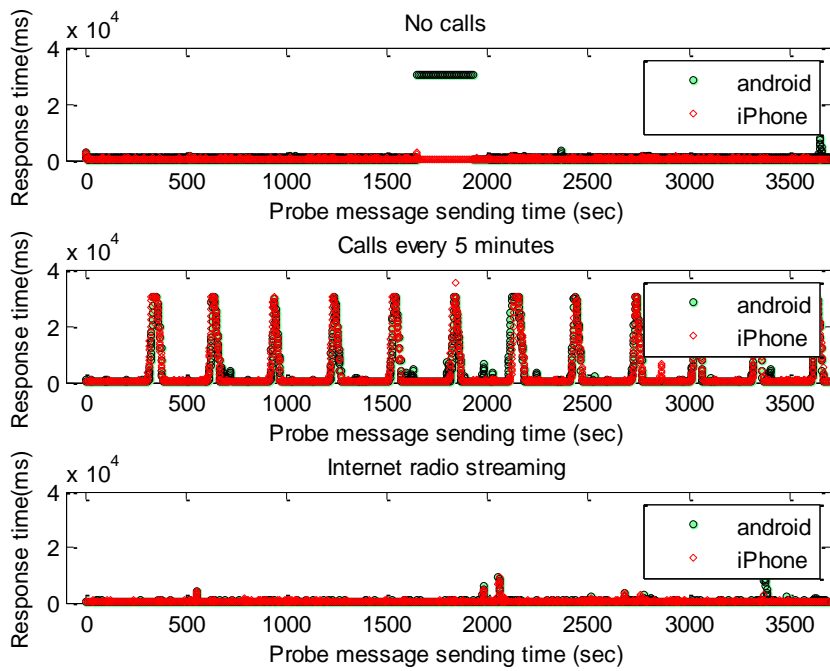 No calls
x 10^4
Response time(ms)
4
2
0
android
iPhone
0 500 1000 1500 2000 2500 3000 3500
Probe message sending time (sec)
Calls every 5 minutes
x 10^4
Response time(ms)
4
2
0
android
iPhone
0 500 1000 1500 2000 2500 3000 3500
Probe message sending time (sec)
Internet radio streaming
x 10^4
Response time(ms)
4
2
0
android
iPhone
0 500 1000 1500 2000 2500 3000 3500
Probe message sending time (sec)